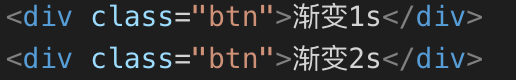 <div class="btn">渐变1s</div>
<div class="btn">渐变2s</div>